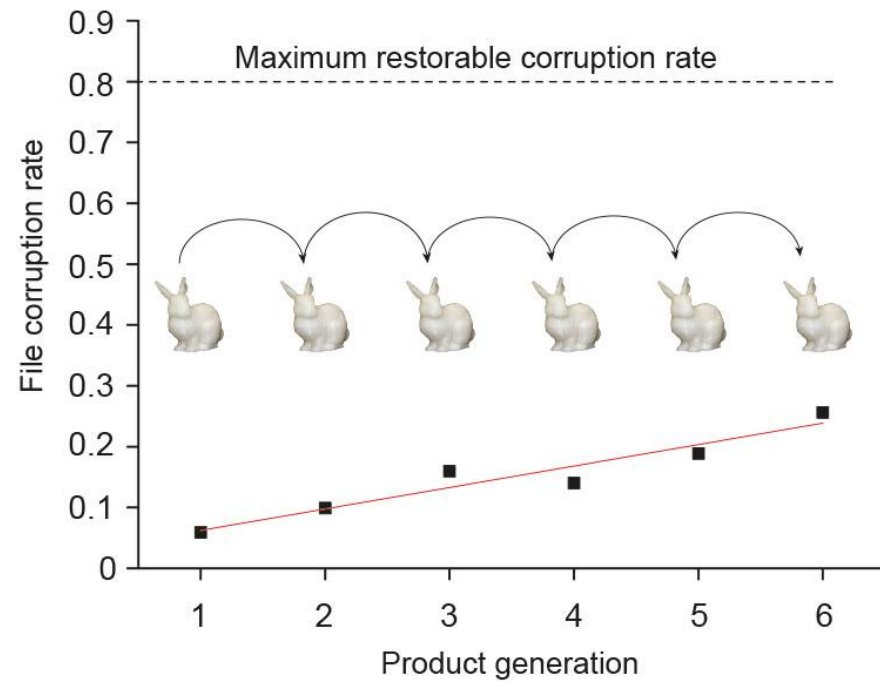 Maximum restorable corruption rate
File corruption rate
0.9
0.8
0.7
0.6
0.5
0.4
0.3
0.2
0.1
0
1 2 3 4 5 6
Product generation